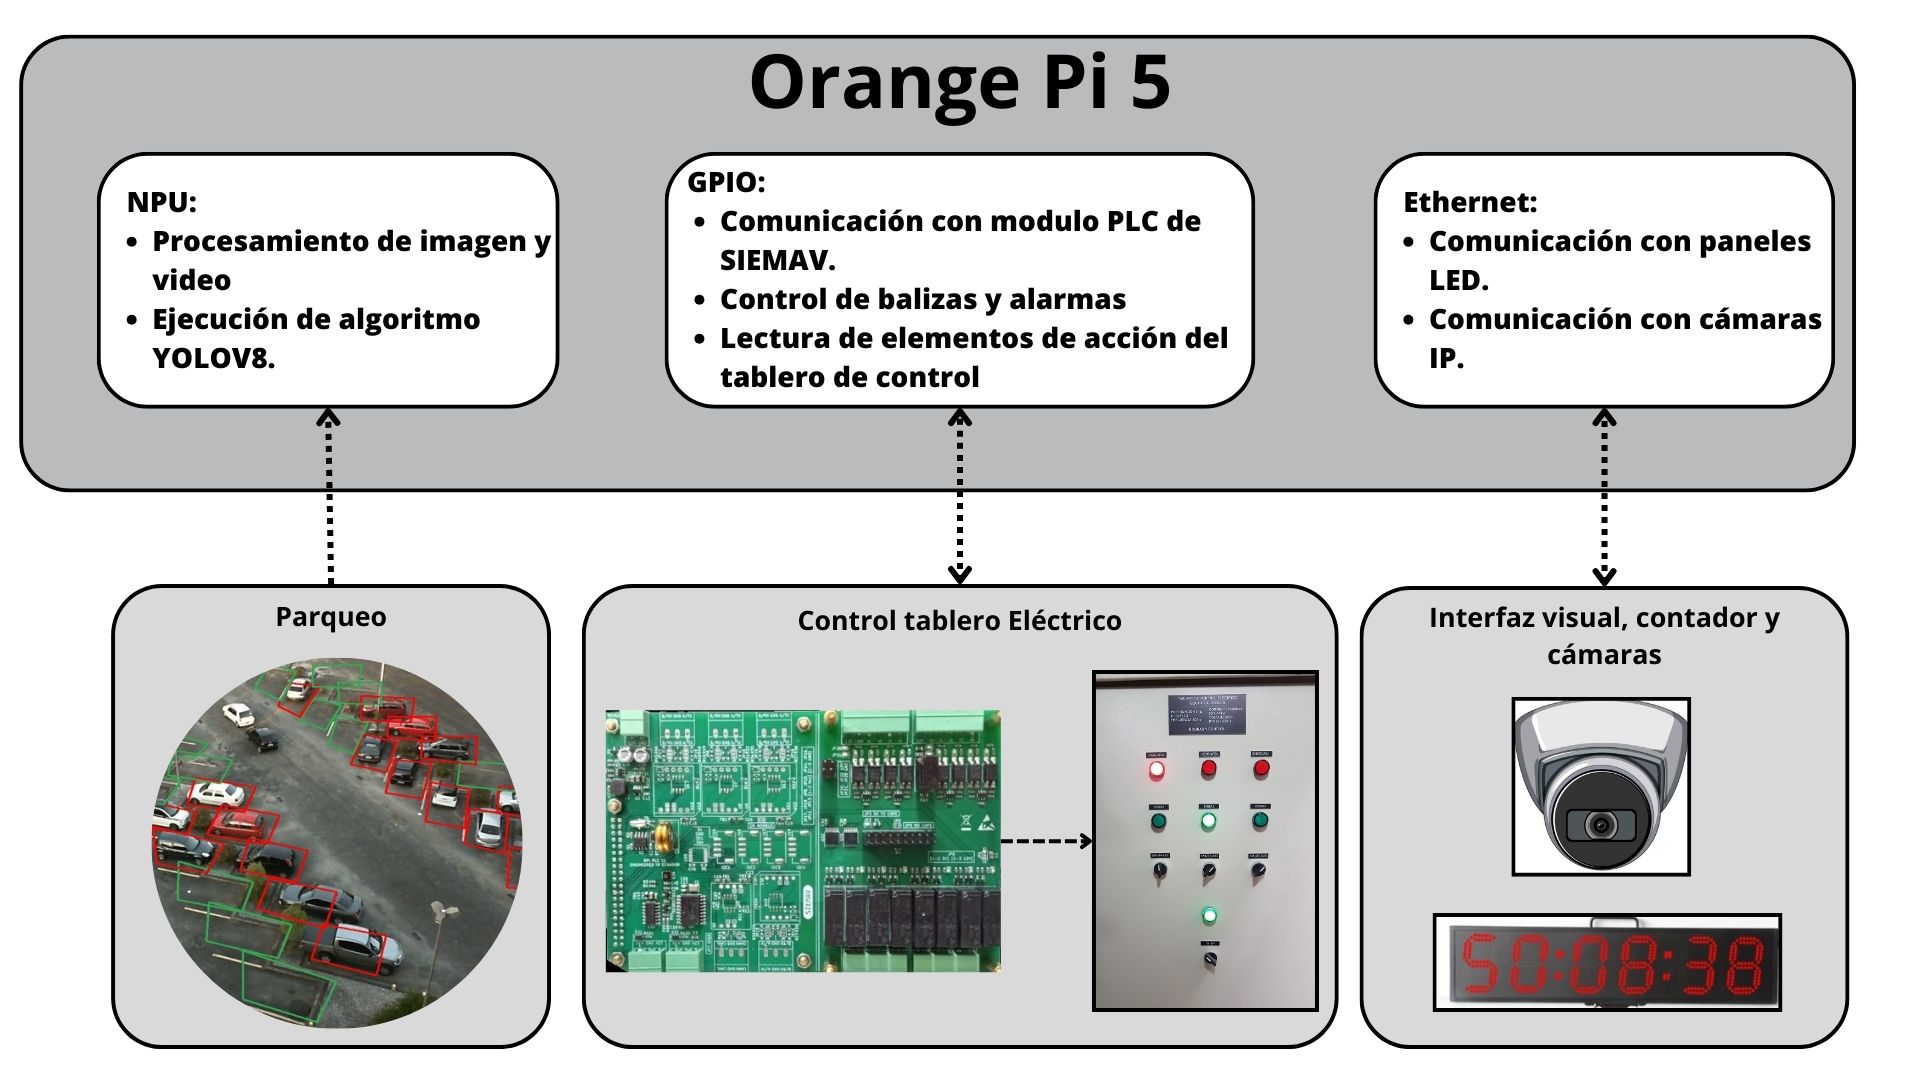 Orange Pi 5
NPU:
• Procesamiento de imagen y
video
• Ejecución de algoritmo
YOLOV8.
GPIO:
• Comunicación con modulo PLC de
SIEMAV.
• Control de balizas y alarmas
• Lectura de elementos de acción del
tablero de control
Ethernet:
• Comunicación con paneles
LED.
• Comunicación con cámaras
IP.
Parqueo
Control tablero Eléctrico
Interfaz visual, contador y
cámaras
SIEMAV
50:08:38